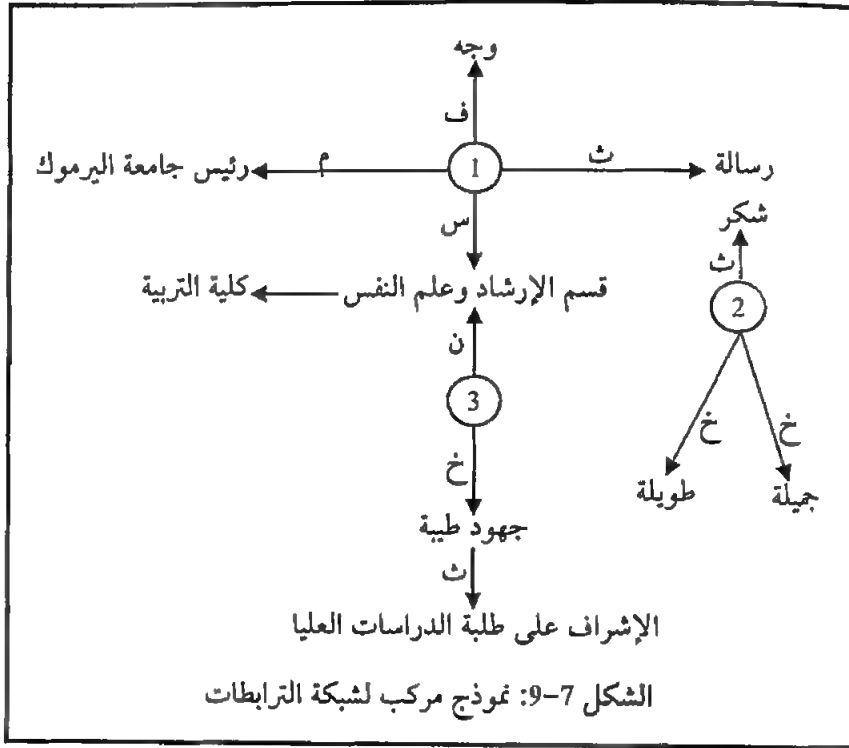 وجه
ف
رئيس جامعة اليرموك م 1 ث رسالة
س
شكر
ث
2
خ خ
طويلة جميلة
قسم الإرشاد وعلم النفس كلية التربية
ن
3
خ
جهود طيبة
ث
الإشراف على طلبة الدراسات العليا
الشكل 7-9: نموذج مركب لشبكة الترابطات